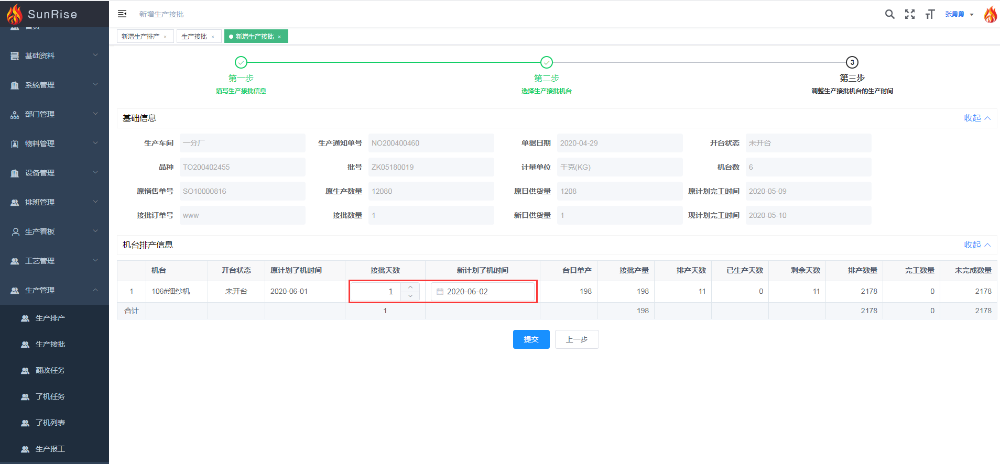 SunRise
新增生产接批
张勇勇
首页
新增生产排产 ×
生产接批 ×
新增生产接批 ×
基础资料
系统管理
部门管理
物料管理
设备管理
排班管理
生产看板
工艺管理
生产管理
生产排产
生产接批
翻改任务
了机任务
了机列表
生产报工
第一步
填写生产接批信息
第二步
选择生产接批机台
3
第三步
调整生产接批机台的生产时间
基础信息 收起
生产车间 一分厂 生产通知单号 NO200400460 单据日期 2020-04-29 开台状态 未开台
品种 TO200402455 批号 ZK05180019 计量单位 千克(KG) 机台数 6
原销售单号 SO10000816 原生产数量 12080 原日供货量 1208 原计划完工时间 2020-05-09
接批订单号 www 接批数量 1 新日供货量 1 现计划完工时间 2020-05-10
机台排产信息 收起
机台 开台状态 原计划了机时间 接批天数 新计划了机时间 台日单产 接批产量 排产天数 已生产天数 剩余天数 排产数量 完工数量 未完成数量
1 106#细纱机 未开台 2020-06-01 1 2020-06-02 198 198 11 0 11 2178 0 2178
合计 1 198 2178 0 2178
提交 上一步